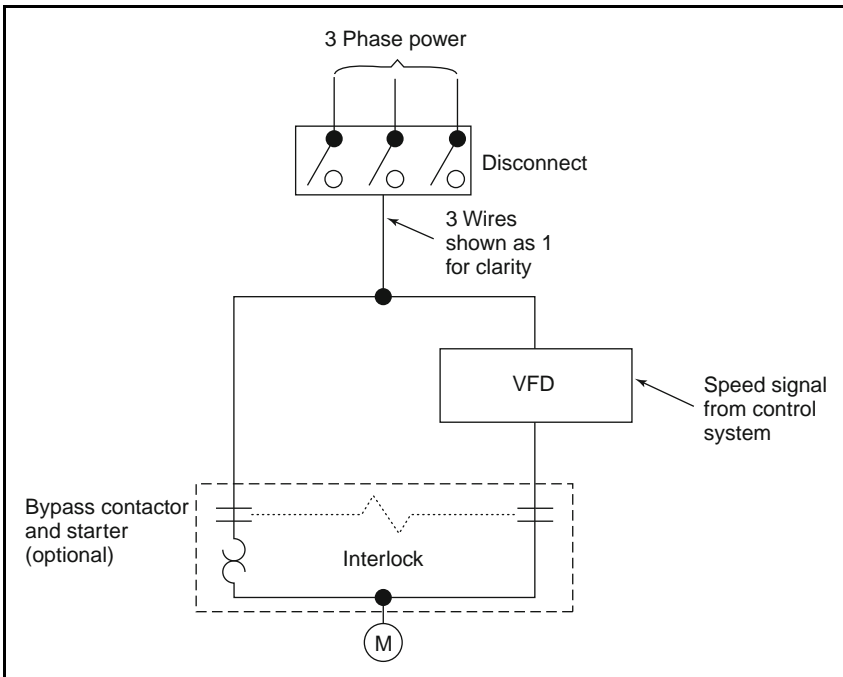 3 Phase power
Disconnect
3 Wires
shown as 1
for clarity
VFD
Speed signal
from control
system
Bypass contactor
and starter
(optional)
Interlock
M